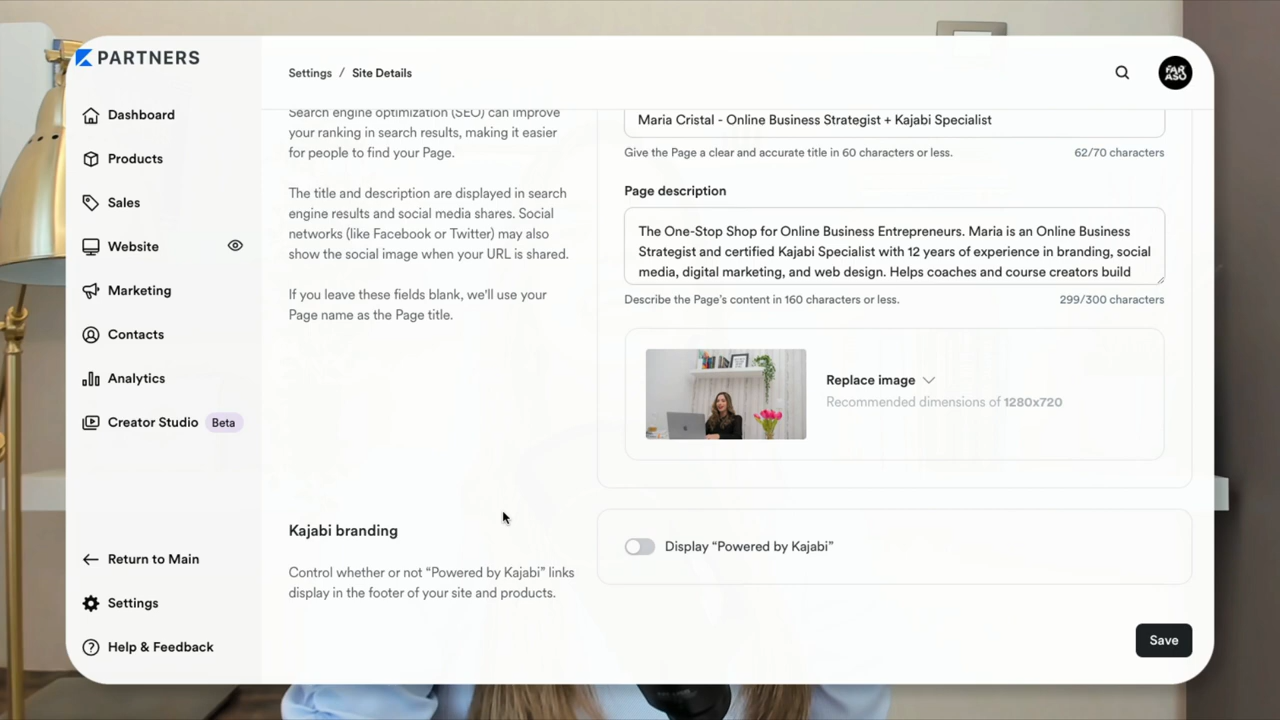 PARTNERS
Dashboard
Products
Sales
Website
Marketing
Contacts
Analytics
Creator Studio Beta
Return to Main
Settings
Help & Feedback
Settings / Site Details
FAR
ASO
Search engine optimization (SEO) can improve
your ranking in search results, making it easier
for people to find your Page.
The title and description are displayed in search
engine results and social media shares. Social
networks (like Facebook or Twitter) may also
show the social image when your URL is shared.
If you leave these fields blank, we'll use your
Page name as the Page title.
Maria Cristal - Online Business Strategist + Kajabi Specialist
Give the Page a clear and accurate title in 60 characters or less.
62/70 characters
Page description
The One-Stop Shop for Online Business Entrepreneurs. Maria is an Online Business
Strategist and certified Kajabi Specialist with 12 years of experience in branding, social
media, digital marketing, and web design. Helps coaches and course creators build
Describe the Page's content in 160 characters or less.
299/300 characters
Replace image
Recommended dimensions of 1280x720
Kajabi branding
Control whether or not “Powered by Kajabi” links
display in the footer of your site and products.
Display “Powered by Kajabi”
Save